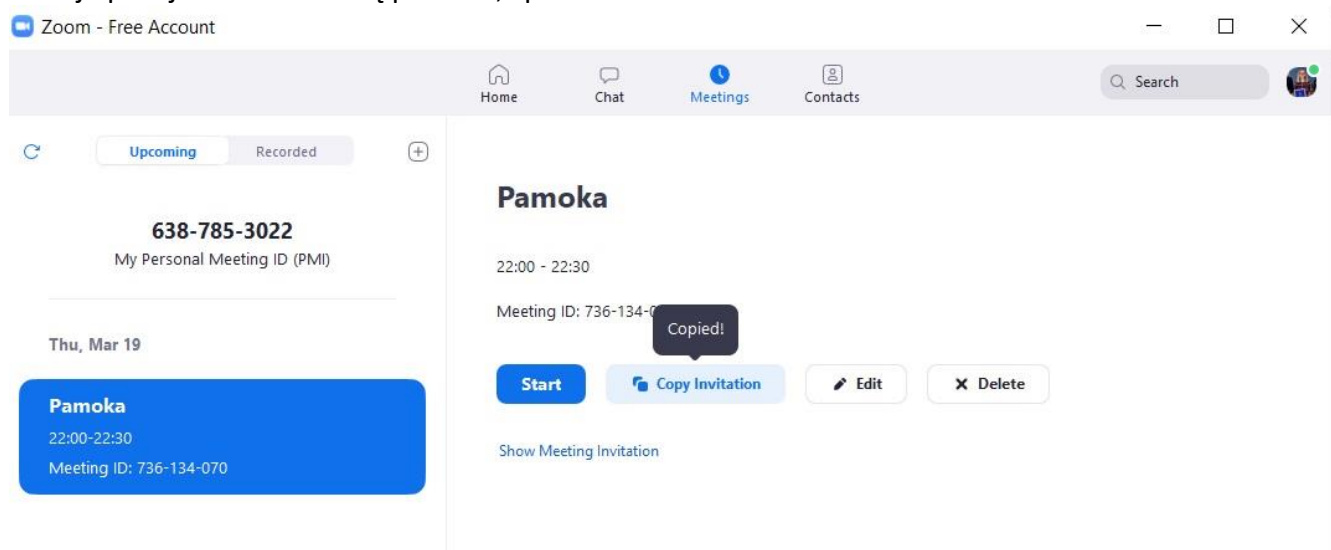 Zoom - Free Account
Home Chat Meetings Contacts
Search
Upcoming Recorded
638-785-3022
My Personal Meeting ID (PMI)
Thu, Mar 19
Pamoka
22:00-22:30
Meeting ID: 736-134-070
Pamoka
22:00 - 22:30
Meeting ID: 736-134-0
Copied!
Start Copy Invitation Edit Delete
Show Meeting Invitation